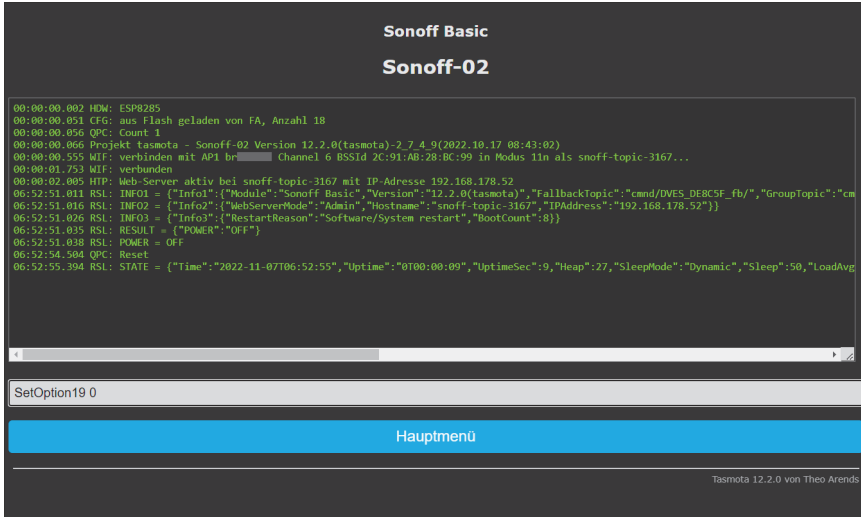 Sonoff Basic
Sonoff-02
00:00:00.002 HDW: ESP8285
00:00:00.051 CFG: aus Flash geladen von FA, Anzahl 18
00:00:00.056 QPC: Count 1
00:00:00.066 Projekt tasmota - Sonoff-02 Version 12.2.0(tasmota)-2_7_4_9(2022.10.17 08:43:02)
00:00:00.555 WIF: verbinden mit AP1 br Channel 6 BSSId 2C:91:AB:28:BC:99 in Modus 11n als snoff-topic-3167...
00:00:01.753 WIF: verbunden
00:00:02.005 HTP: Web-Server aktiv bei snoff-topic-3167 mit IP-Adresse 192.168.178.52
06:52:51.011 RSL: INFO1 = {"Info1":{"Module":"Sonoff Basic","Version":"12.2.0(tasmota)","FallbackTopic":"cmnd/DVES_DE8C5F_fb/","GroupTopic":"cm
06:52:51.016 RSL: INFO2 = {"Info2":{"WebServerMode":"Admin","Hostname":"snoff-topic-3167","IPAddress":"192.168.178.52"}}
06:52:51.026 RSL: INFO3 = {"Info3":{"RestartReason":"Software/System restart","BootCount":8}}
06:52:51.035 RSL: RESULT = {"POWER":"OFF"}
06:52:51.038 RSL: POWER = OFF
06:52:54.504 QPC: Reset
06:52:55.394 RSL: STATE = {"Time":"2022-11-07T06:52:55","Uptime":"0T00:00:09","UptimeSec":9,"Heap":27,"SleepMode":"Dynamic","Sleep":50,"LoadAvg
SetOption19 0
Hauptmenü
Tasmota 12.2.0 von Theo Arends